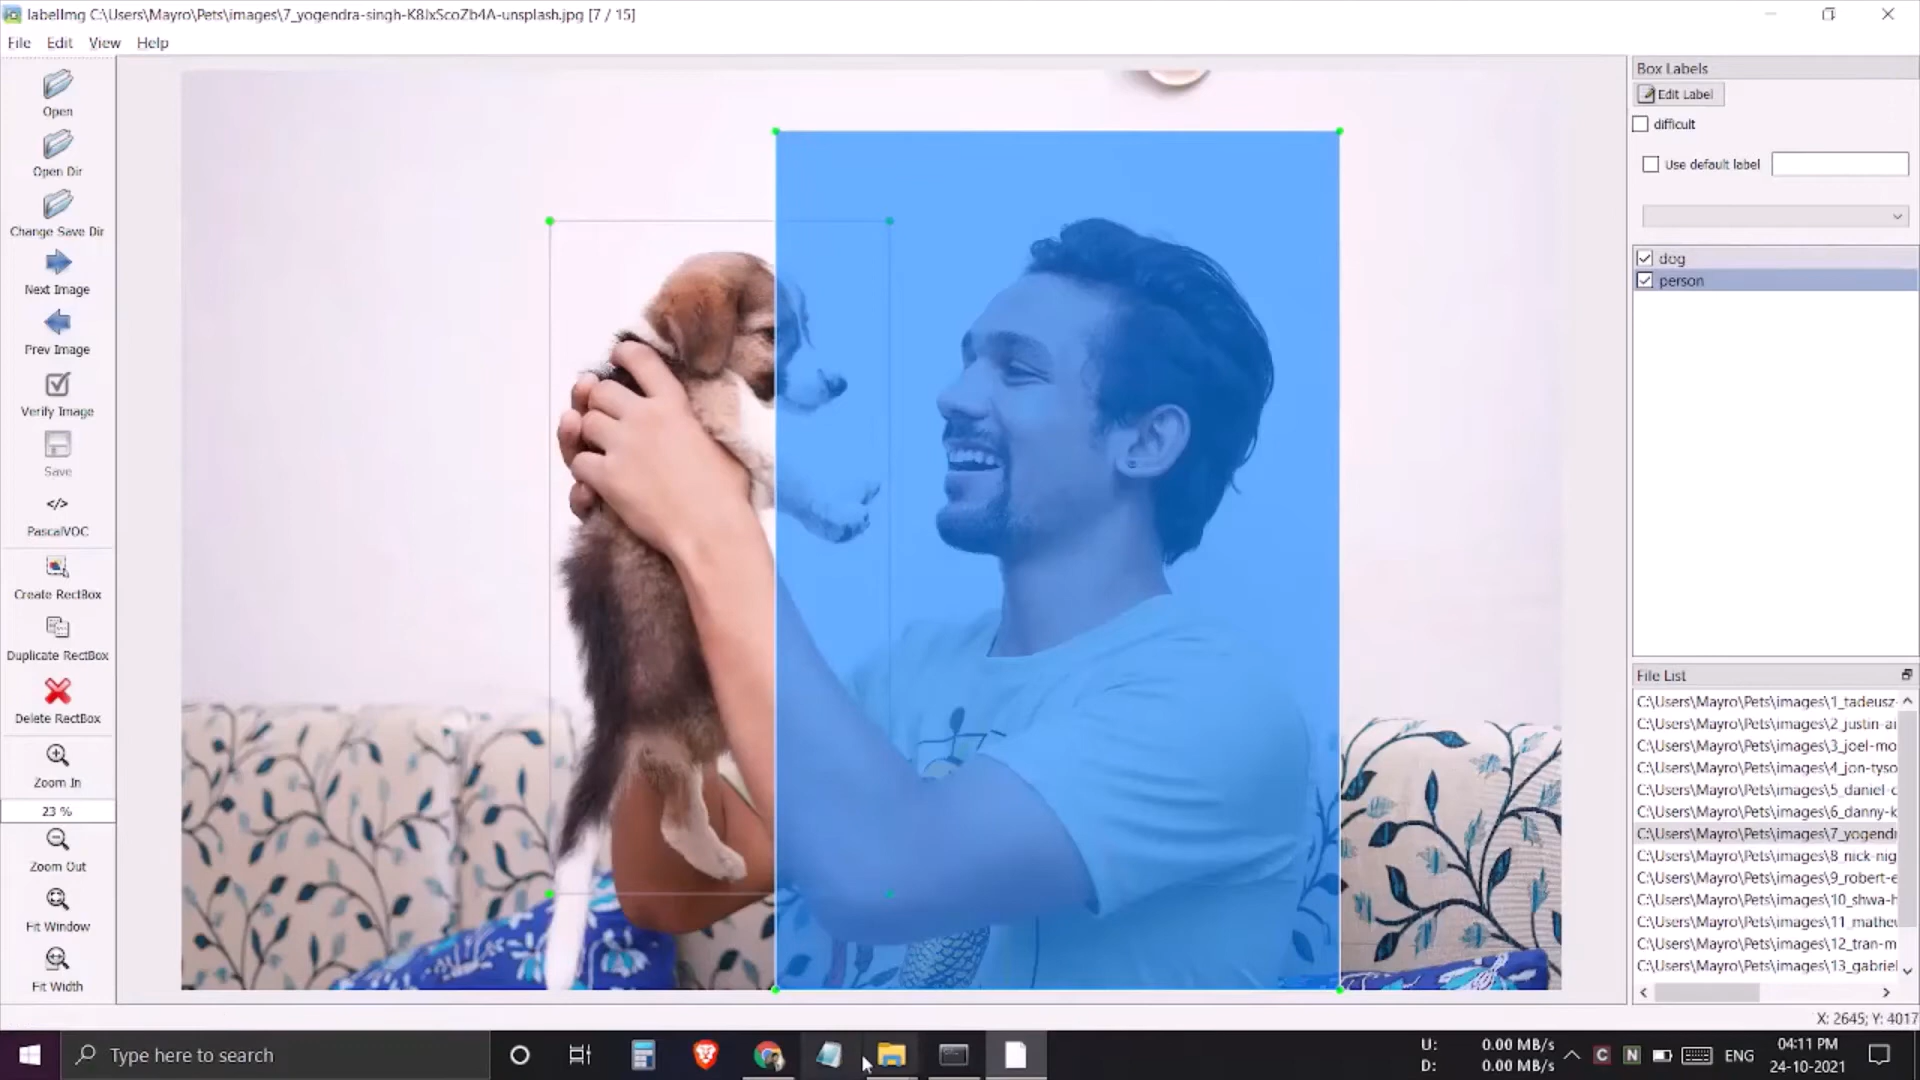 labelImg C:\Users\Mayro\Pets\images\7_yogendra-singh-K8JxScoZb4A-unsplash.jpg [7 / 15]
File Edit View Help
Open
Open Dir
Change Save Dir
Next Image
Prev Image
Verify Image
Save
</>
PascalVOC
Create RectBox
Duplicate RectBox
Delete RectBox
Zoom In
23 %
Zoom Out
Fit Window
Fit Width
Box Labels
Edit Label
difficult
Use default label
dog
person
File List
C:\Users\Mayro\Pets\images\1_tadeusz-
C:\Users\Mayro\Pets\images\2_justin-ai
C:\Users\Mayro\Pets\images\3_joel-mo
C:\Users\Mayro\Pets\images\4_jon-tyso
C:\Users\Mayro\Pets\images\5_daniel-c
C:\Users\Mayro\Pets\images\6_danny-k
C:\Users\Mayro\Pets\images\7_yogendr
C:\Users\Mayro\Pets\images\8_nick-nig
C:\Users\Mayro\Pets\images\9_robert-e
C:\Users\Mayro\Pets\images\10_shwa-h
C:\Users\Mayro\Pets\images\11_mathew
C:\Users\Mayro\Pets\images\12_tran-m
C:\Users\Mayro\Pets\images\13_gabriel
X: 2645; Y: 4017
Type here to search
U: 0.00 MB/s
D: 0.00 MB/s
C
N
ENG
04:11 PM
24-10-2021